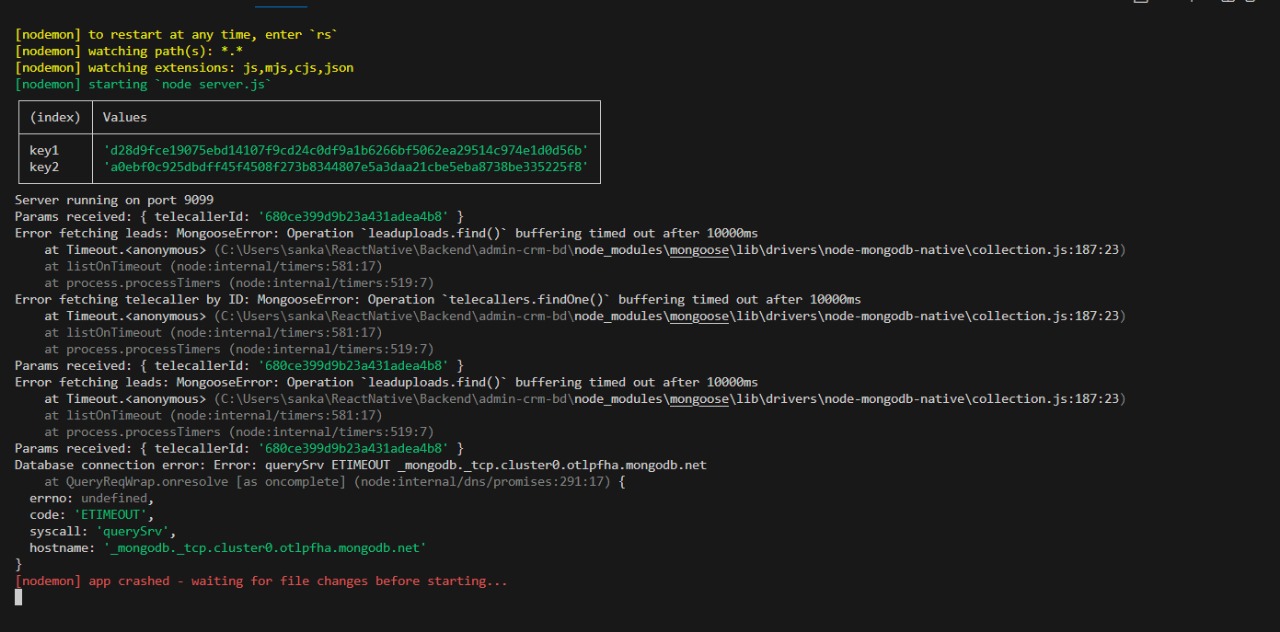 [nodemon] to restart at any time, enter `rs`
[nodemon] watching path(s): *.*
[nodemon] watching extensions: js,mjs,cjs,json
[nodemon] starting `node server.js`
(index) Values
key1 'd28d9fce19075ebd14107f9cd24c0df9a1b6266bf5062ea29514c974e1d0d56b'
key2 'a0ebf0c925dbdff45f4508f273b8344807e5a3daa21cbe5eba8738be335225f8'
Server running on port 9099
Params received: { telecallerId: '680ce399d9b23a431adea4b8' }
Error fetching leads: MongooseError: Operation `leaduploads.find()` buffering timed out after 10000ms
at Timeout.<anonymous> (C:\Users\sanka\ReactNative\Backend\admin-crm-bd\node_modules\mongoose\lib\drivers\node-mongodb-native\collection.js:187:23)
at listOnTimeout (node:internal/timers:581:17)
at process.processTimers (node:internal/timers:519:7)
Error fetching telecaller by ID: MongooseError: Operation `telecallers.findOne()` buffering timed out after 10000ms
at Timeout.<anonymous> (C:\Users\sanka\ReactNative\Backend\admin-crm-bd\node_modules\mongoose\lib\drivers\node-mongodb-native\collection.js:187:23)
at listOnTimeout (node:internal/timers:581:17)
at process.processTimers (node:internal/timers:519:7)
Params received: { telecallerId: '680ce399d9b23a431adea4b8' }
Error fetching leads: MongooseError: Operation `leaduploads.find()` buffering timed out after 10000ms
at Timeout.<anonymous> (C:\Users\sanka\ReactNative\Backend\admin-crm-bd\node_modules\mongoose\lib\drivers\node-mongodb-native\collection.js:187:23)
at listOnTimeout (node:internal/timers:581:17)
at process.processTimers (node:internal/timers:519:7)
Params received: { telecallerId: '680ce399d9b23a431adea4b8' }
Database connection error: Error: querySrv ETIMEOUT _mongodb._tcp.cluster0.otlpfha.mongodb.net
at QueryReqWrap.onresolve [as oncomplete] (node:internal/dns/promises:291:17) {
errno: undefined,
code: 'ETIMEOUT',
syscall: 'querySrv',
hostname: '_mongodb._tcp.cluster0.otlpfha.mongodb.net'
}
[nodemon] app crashed - waiting for file changes before starting...